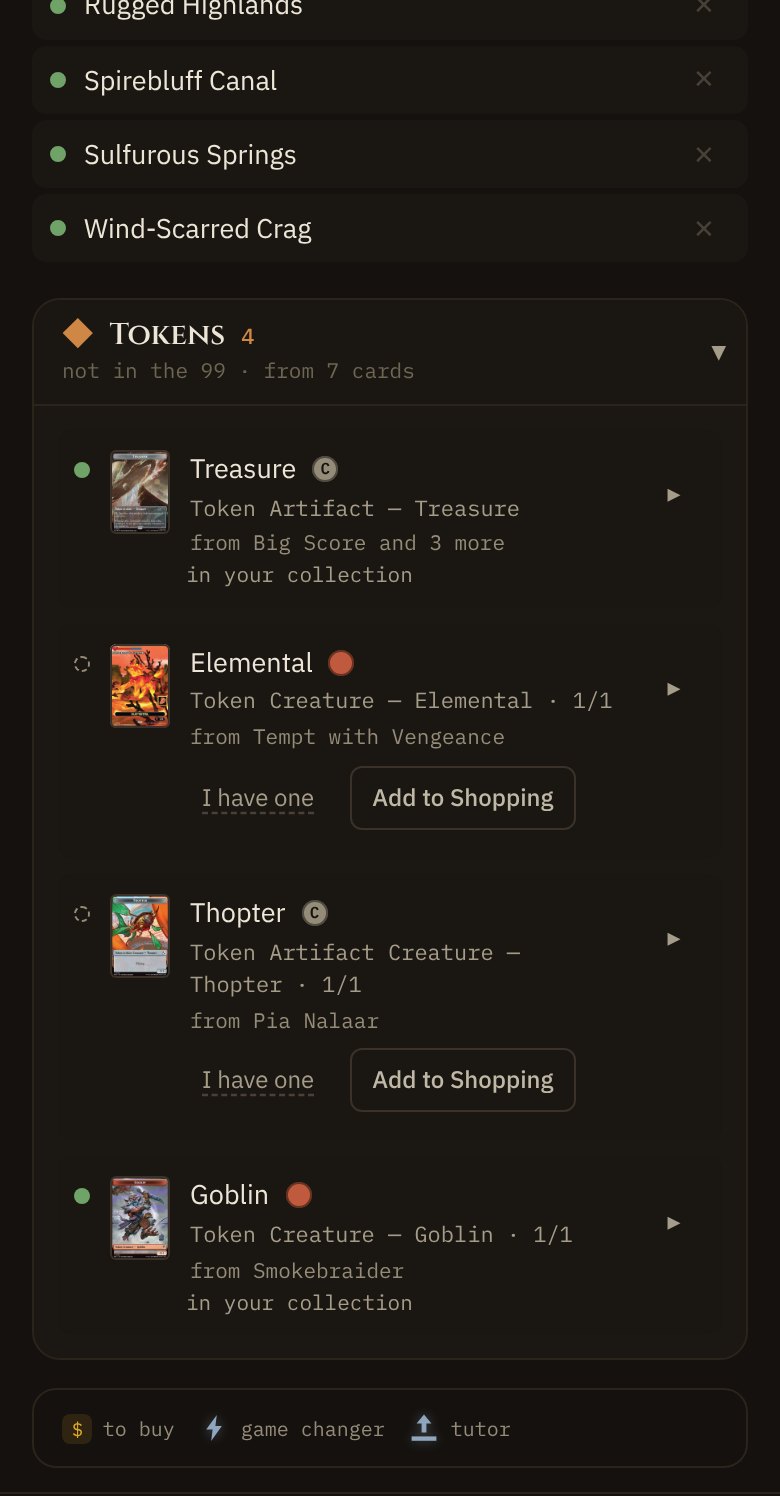 Rugged Highlands
Spirebluff Canal
Sulfurous Springs
Wind-Scarred Crag
Tokens 4
not in the 99 · from 7 cards
Treasure C
Token Artifact — Treasure
from Big Score and 3 more
in your collection
Elemental
Token Creature — Elemental · 1/1
from Tempt with Vengeance
I have one Add to Shopping
Thopter C
Token Artifact Creature —
Thopter · 1/1
from Pia Nalaar
I have one Add to Shopping
Goblin
Token Creature — Goblin · 1/1
from Smokebraider
in your collection
$ to buy game changer tutor